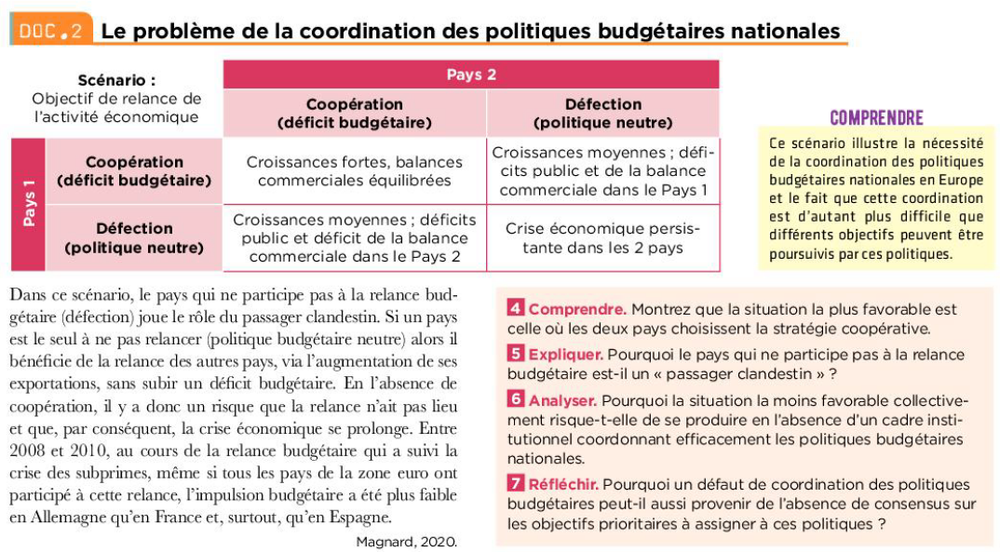 DOC.2 Le problème de la coordination des politiques budgétaires nationales
Scénario :
Objectif de relance de
l'activité économique
Pays 2
Coopération
(déficit budgétaire)
Défection
(politique neutre)
Pays 1
Coopération
(déficit budgétaire)
Croissances fortes, balances
commerciales équilibrées
Croissances moyennes ; défi-
cits public et de la balance
commerciale dans le Pays 1
Défection
(politique neutre)
Croissances moyennes ; déficits
public et déficit de la balance
commerciale dans le Pays 2
Crise économique persis-
tante dans les 2 pays
COMPRENDRE
Ce scénario illustre la nécessité
de la coordination des politiques
budgétaires nationales en Europe
et le fait que cette coordination
est d'autant plus difficile que
différents objectifs peuvent être
poursuivis par ces politiques.
Dans ce scénario, le pays qui ne participe pas à la relance bud-
gétaire (défection) joue le rôle du passager clandestin. Si un pays
est le seul à ne pas relancer (politique budgétaire neutre) alors il
bénéficie de la relance des autres pays, via l'augmentation de ses
exportations, sans subir un déficit budgétaire. En l'absence de
coopération, il y a donc un risque que la relance n'ait pas lieu
et que, par conséquent, la crise économique se prolonge. Entre
2008 et 2010, au cours de la relance budgétaire qui a suivi la
crise des subprimes, même si tous les pays de la zone euro ont
participé à cette relance, l'impulsion budgétaire a été plus faible
en Allemagne qu'en France et, surtout, qu'en Espagne.
Magnard, 2020.
4 Comprendre. Montrez que la situation la plus favorable est
celle où les deux pays choisissent la stratégie coopérative.
5 Expliquer. Pourquoi le pays qui ne participe pas à la relance
budgétaire est-il un « passager clandestin » ?
6 Analyser. Pourquoi la situation la moins favorable collective-
ment risque-t-elle de se produire en l'absence d'un cadre insti-
tutionnel coordonnant efficacement les politiques budgétaires
nationales.
7 Réfléchir. Pourquoi un défaut de coordination des politiques
budgétaires peut-il aussi provenir de l'absence de consensus sur
les objectifs prioritaires à assigner à ces politiques ?